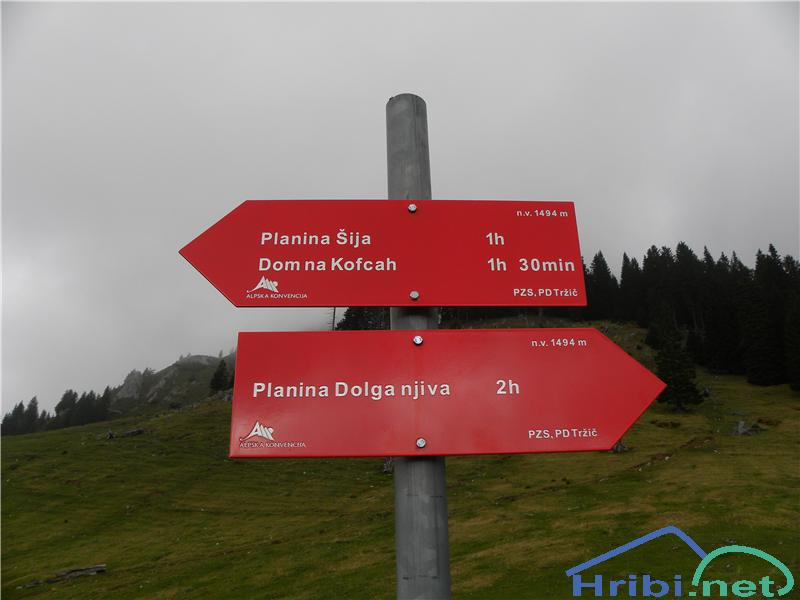 n.v. 1494 m
Planina Šija 1h
Dom na Kofcah 1h 30min
ALPSKA KONVENCIJA
PZS, PD Tržič
n.v. 1494 m
Planina Dolga njiva 2h
ALPSKA KONVENCIJA
PZS, PD Tržič
Hribi.net